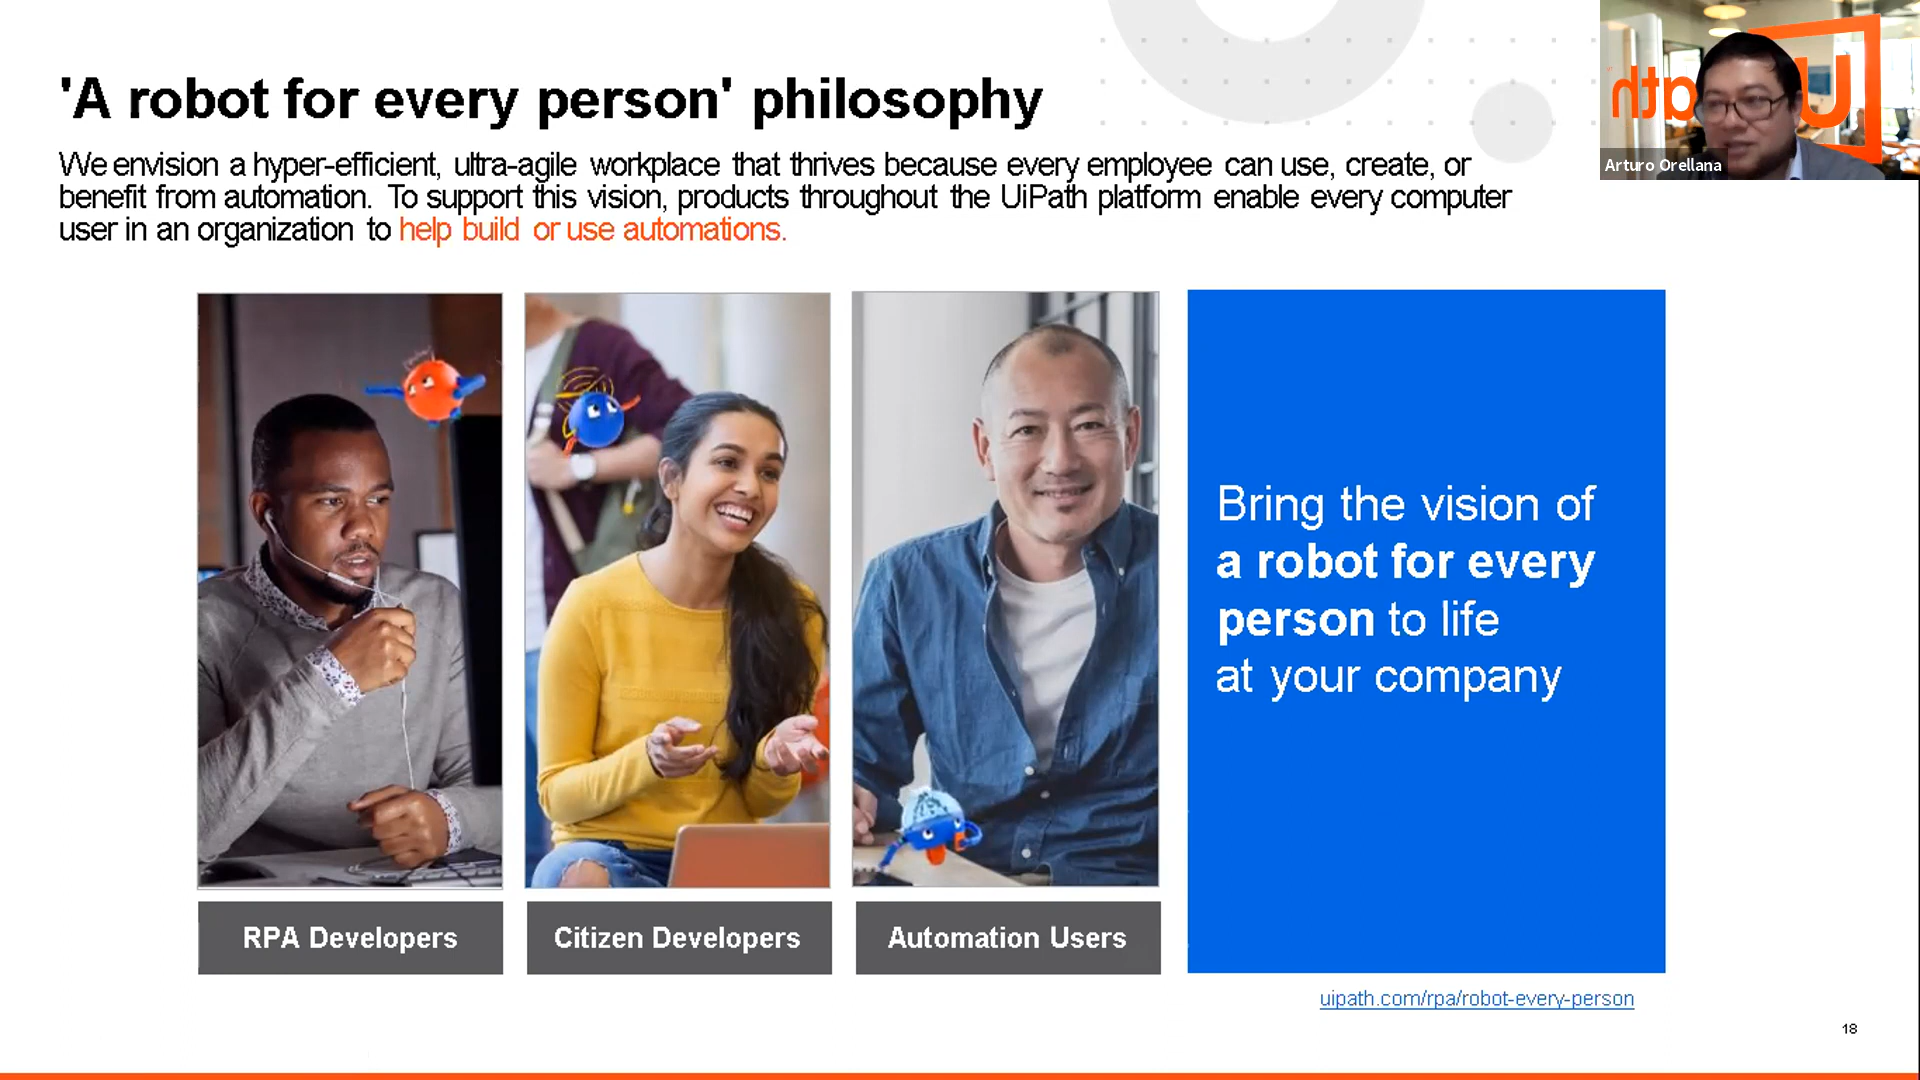 'A robot for every person' philosophy
We envision a hyper-efficient, ultra-agile workplace that thrives because every employee can use, create, or
benefit from automation. To support this vision, products throughout the UiPath platform enable every computer
user in an organization to help build or use automations.
Arturo Orellana
Bring the vision of
a robot for every
person to life
at your company
RPA Developers
Citizen Developers
Automation Users
uipath.com/rpa/robot-every-person
18